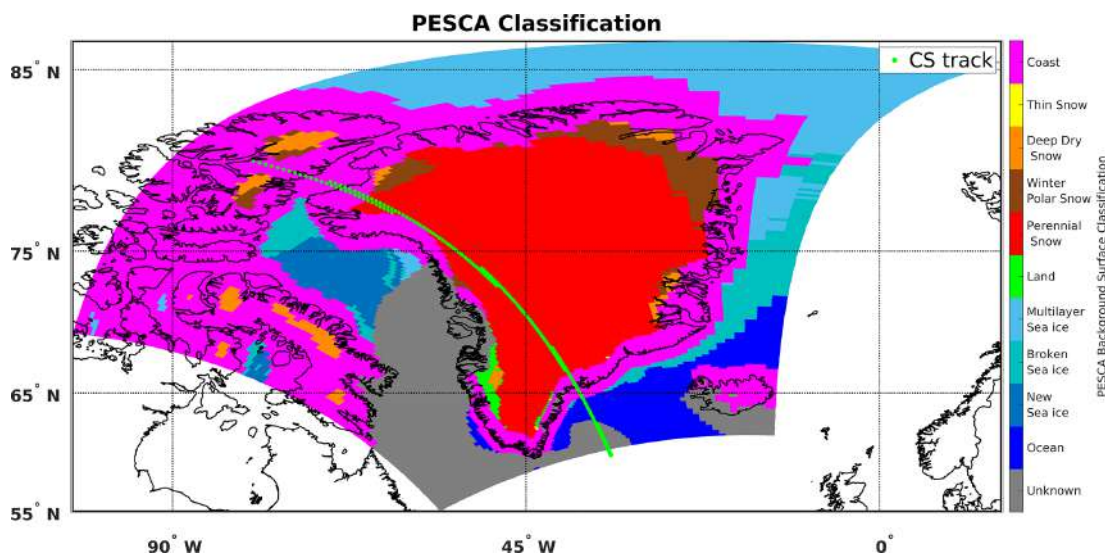 PESCA Classification
CS track
85° N
75° N
65° N
55° N
90° W
45° W
0°
Coast
Thin Snow
Deep Dry
Snow
Winter
Polar Snow
Perennial
Snow
Land
Multilayer
Sea ice
Broken
Sea ice
New
Sea ice
Ocean
Unknown
PESCA Background Surface Classification